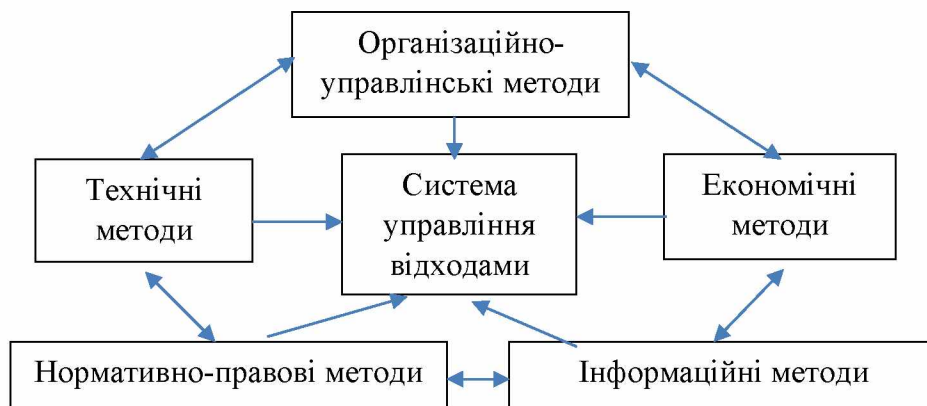 Організаційно-
управлінські методи
Технічні
методи
Система
управління
відходами
Економічні
методи
Нормативно-правові методи
Інформаційні методи